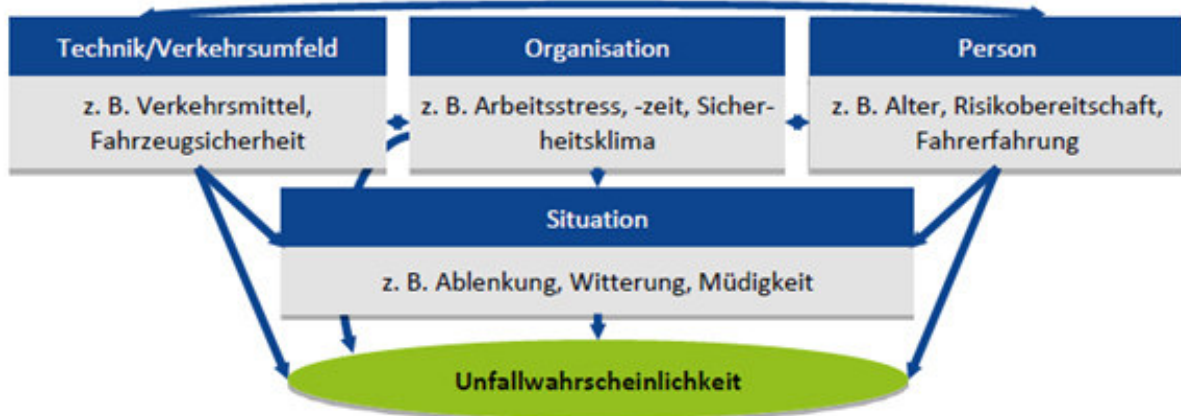 Technik/Verkehrsumfeld
z. B. Verkehrsmittel,
Fahrzeugsicherheit
Organisation
z. B. Arbeitsstress, -zeit, Sicher-
heitsklima
Person
z. B. Alter, Risikobereitschaft,
Fahrerfahrung
Situation
z. B. Ablenkung, Witterung, Müdigkeit
Unfallwahrscheinlichkeit